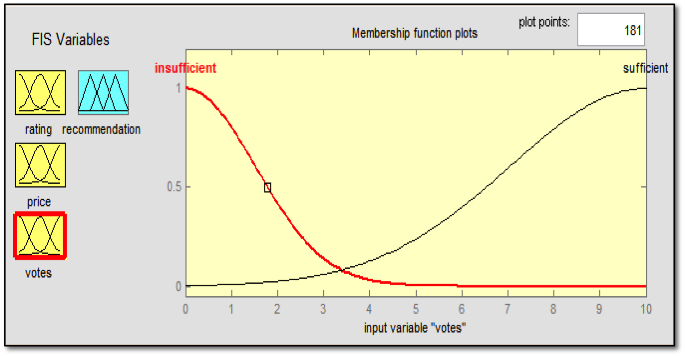 FIS Variables
rating
recommendation
price
votes
Membership function plots
plot points:
181
insufficient
sufficient
1
0.5
0
0 1 2 3 4 5 6 7 8 9 10
input variable "votes"